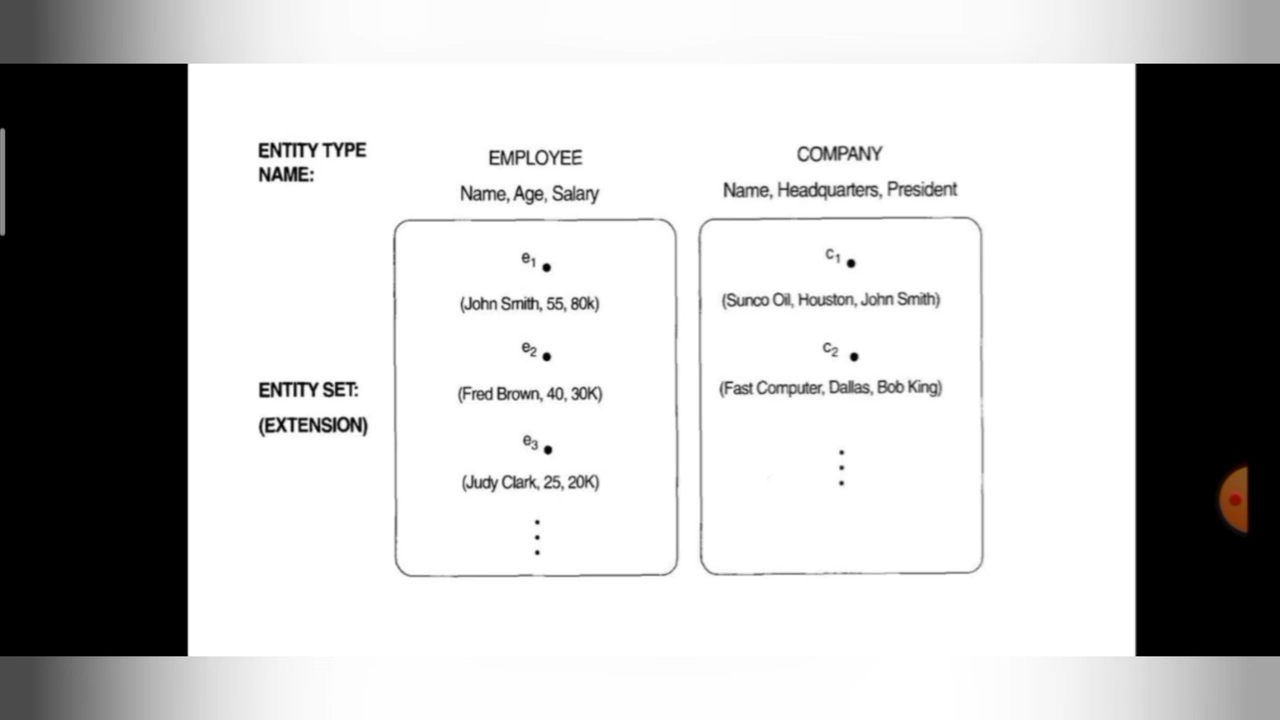 ENTITY TYPE
NAME:
EMPLOYEE
Name, Age, Salary
COMPANY
Name, Headquarters, President
ENTITY SET:
(EXTENSION)
e1
(John Smith, 55, 80k)
e2
(Fred Brown, 40, 30K)
e3
(Judy Clark, 25, 20K)
c1
(Sunco Oil, Houston, John Smith)
c2
(Fast Computer, Dallas, Bob King)